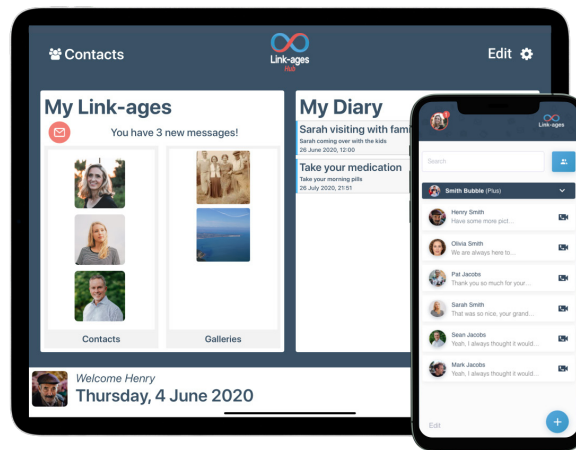 Contacts
Link-ages
Hub
Edit
My Link-ages
You have 3 new messages!
Contacts
Galleries
My Diary
Sarah visiting with fam
Sarah coming over with the kids
26 June 2020, 12:00
Take your medication
Take your morning pills
26 July 2020, 21:51
Welcome Henry
Thursday, 4 June 2020
Link-ages
Search
Smith Bubble (Plus)
Henry Smith
Have some more pict...
Olivia Smith
We are always here to...
Pat Jacobs
Thank you so much for your...
Sarah Smith
That was so nice, your grand...
Sean Jacobs
Yeah, I always thought it would...
Mark Jacobs
Yeah, I always thought it would...
Edit